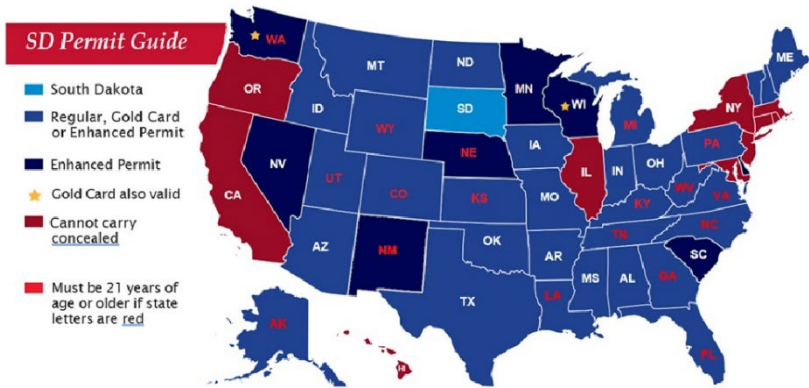 SD Permit Guide
South Dakota
Regular, Gold Card
or Enhanced Permit
Enhanced Permit
Gold Card also valid
Cannot carry
concealed
Must be 21 years of
age or older if state
letters are red
WA
OR
CA
NV
ID
MT
WY
UT
AZ
CO
NM
ND
SD
NE
KS
OK
TX
MN
IA
MO
AR
LA
WI
IL
MI
IN
OH
KY
TN
MS
AL
GA
FL
SC
NC
VA
WV
PA
NY
ME
AK
HI